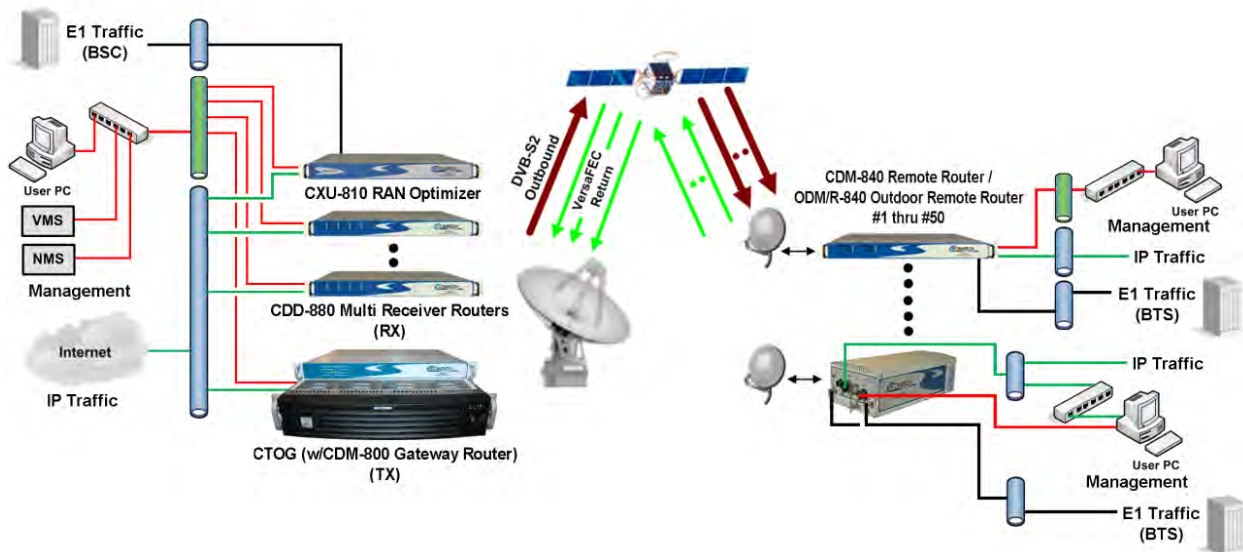 E1 Traffic
(BSC)
User PC
VMS
NMS
Management
Internet
IP Traffic
CXU-810 RAN Optimizer
CDD-880 Multi Receiver Routers
(RX)
CTOG (w/CDM-800 Gateway Router)
(TX)
DVB-S2
Outbound
VersaFEC
Return
CDM-840 Remote Router /
ODM/R-840 Outdoor Remote Router
#1 thru #50
User PC
Management
IP Traffic
E1 Traffic
(BTS)
IP Traffic
User PC
Management
E1 Traffic
(BTS)